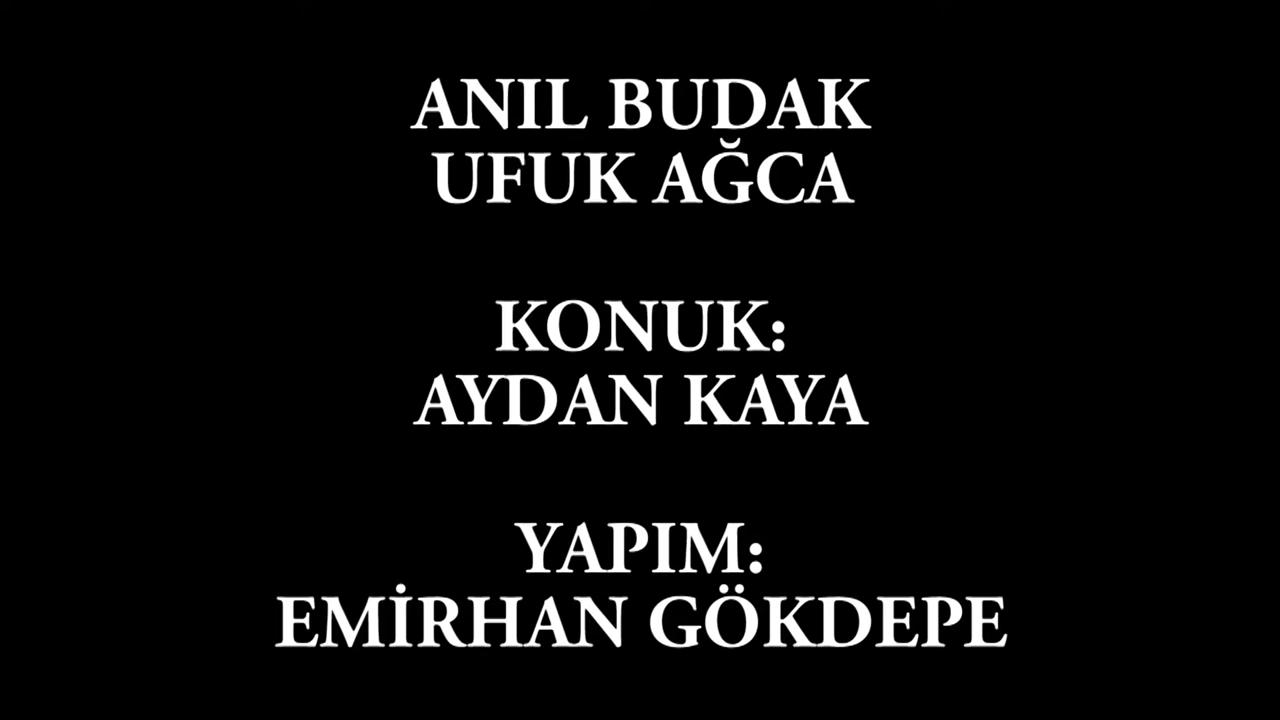 ANIL BUDAK
UFUK AĞCA
KONUK:
AYDAN KAYA
YAPIM:
EMİRHAN GÖKDEPE